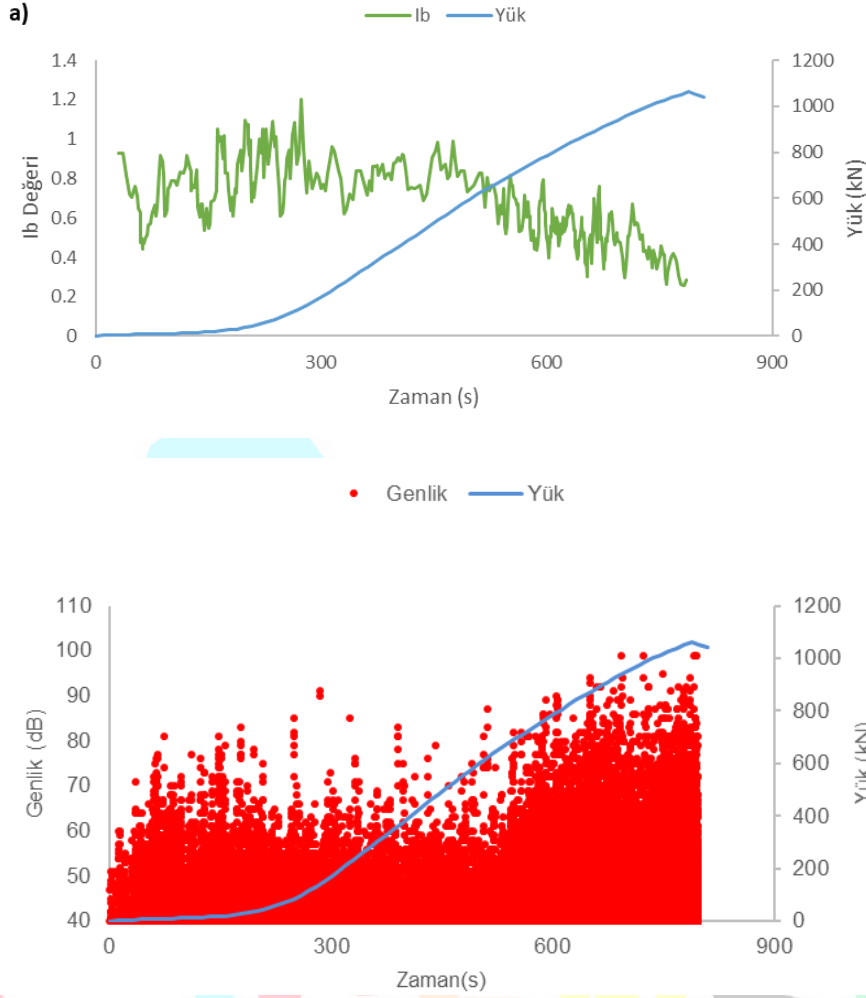 a)
Ib Yük
1.4 1200
1.2 1000
1 800
0.8 600
0.6 400
0.4 200
0.2 0
0
0 300 600 900
Ib Değeri
Yük (kN)
Zaman (s)
Genlik Yük
110 1200
100 1000
90 800
80 600
70 400
60 200
50 0
40
0 300 600 900
Genlik (dB)
Yük (kN)
Zaman(s)